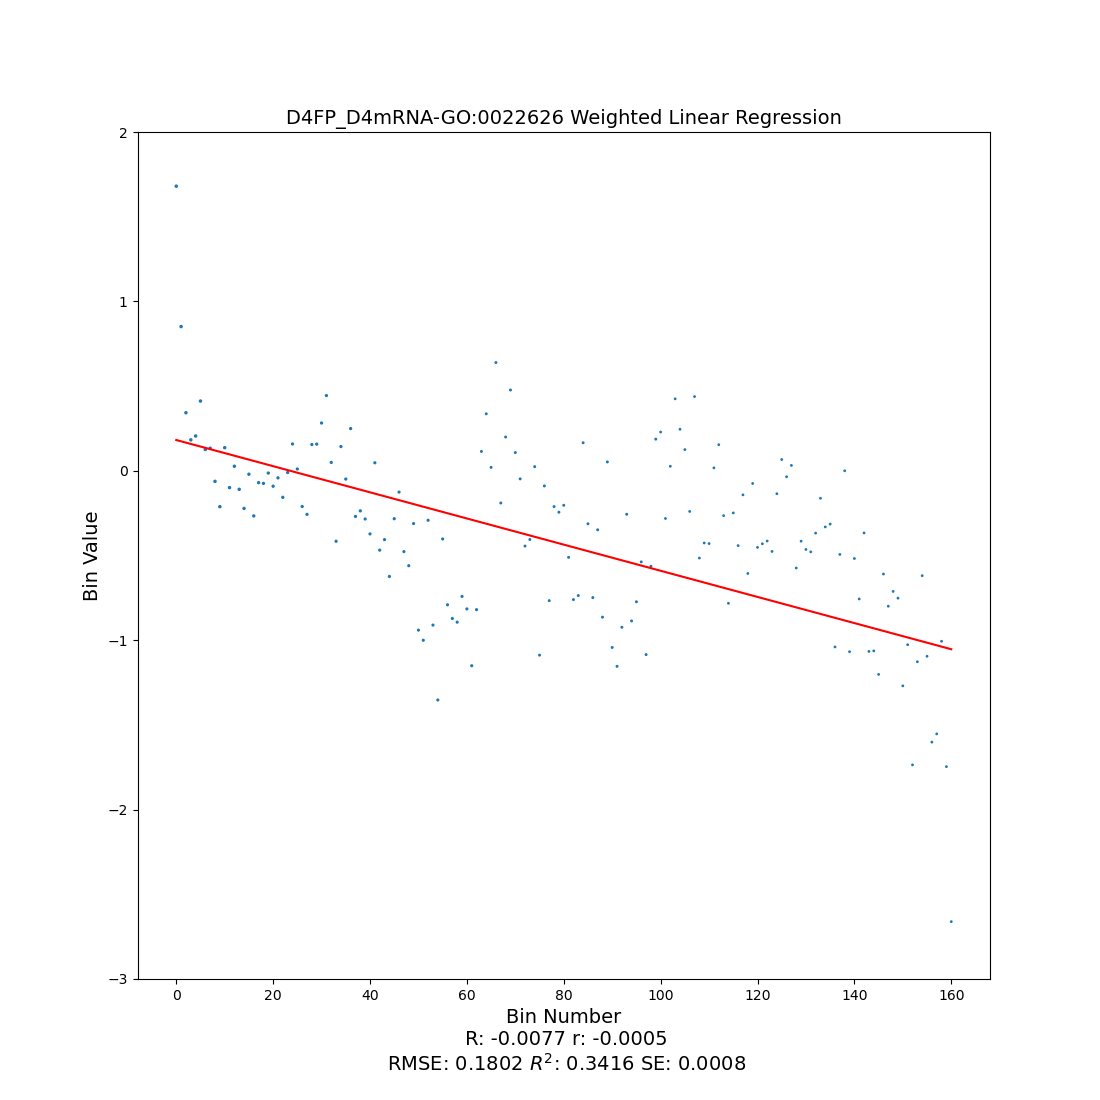 D4FP_D4mRNA-GO:0022626 Weighted Linear Regression
2
1
0
−1
−2
−3
Bin Value
0 20 40 60 80 100 120 140 160
Bin Number
R: -0.0077 r: -0.0005
RMSE: 0.1802 R²: 0.3416 SE: 0.0008